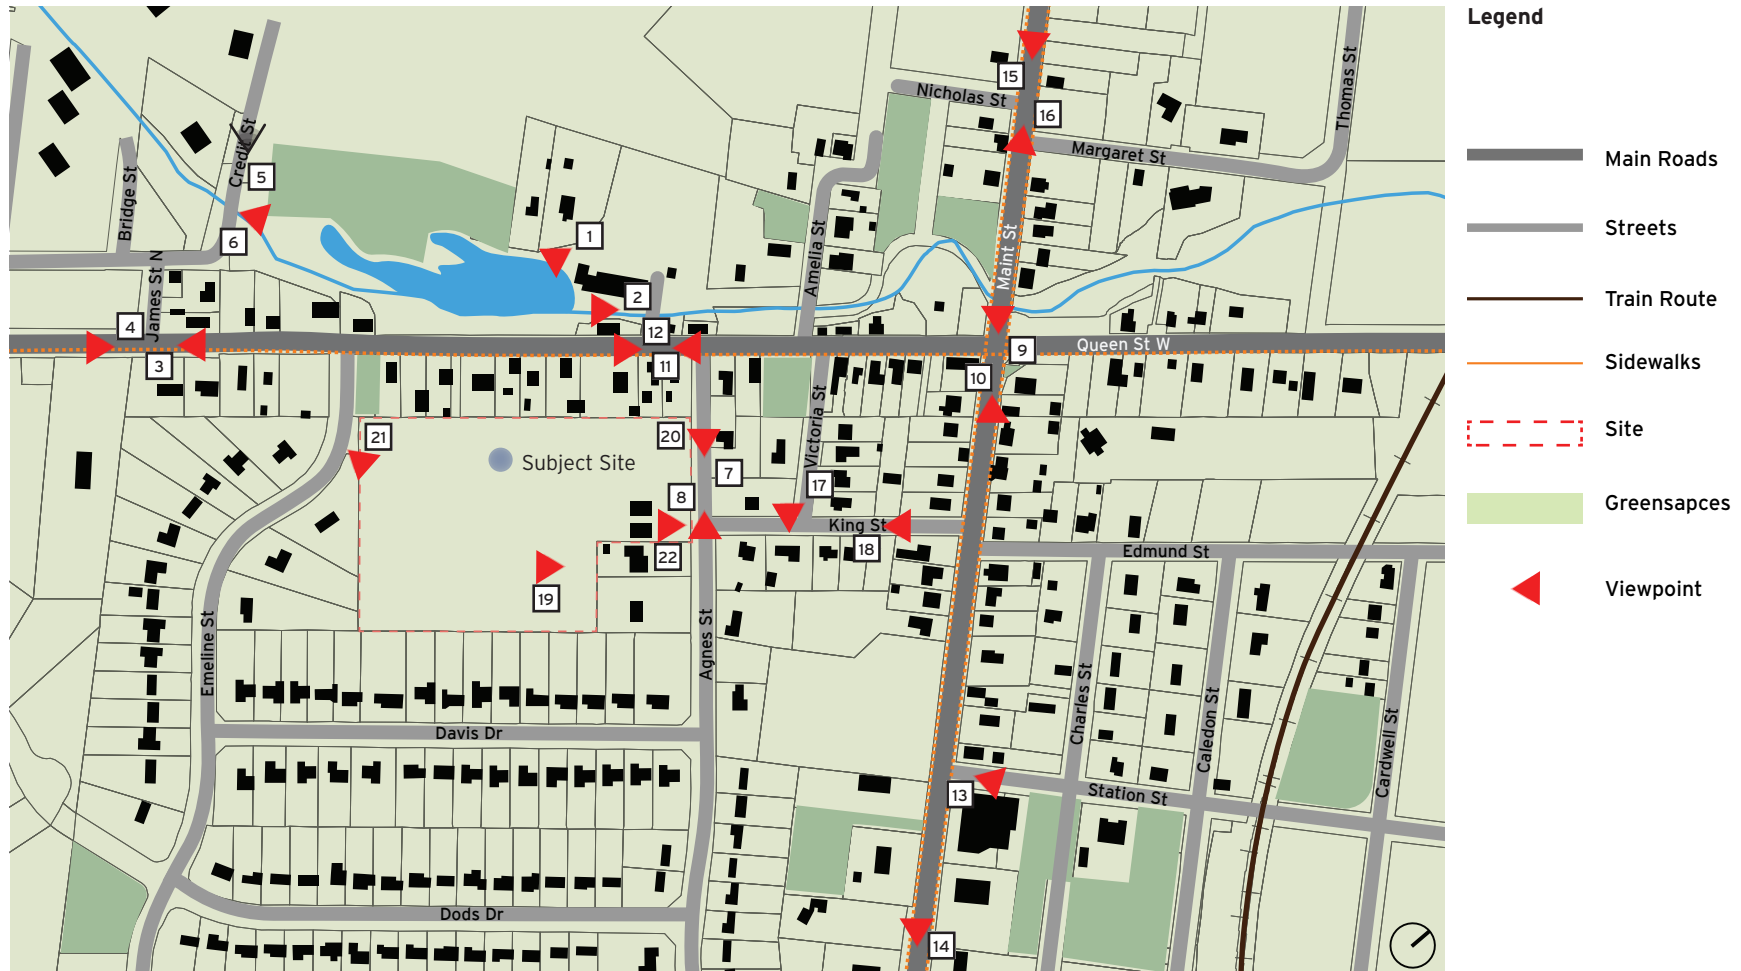 Legend
Main Roads
Streets
Train Route
Sidewalks
Site
Greensapces
Viewpoint
15
Nicholas St
16
Margaret St
Thomas St
Credit St
5
Bridge St
6
1
2
Amelia St
Maint St
James St N
4
3
12
11
Queen St W
9
10
21
20
Subject Site
7
Victoria St
17
8
King St
18
22
19
Edmund St
Emeline St
Agnes St
Charles St
Caledon St
Cardwell St
Davis Dr
13
Station St
Dods Dr
14